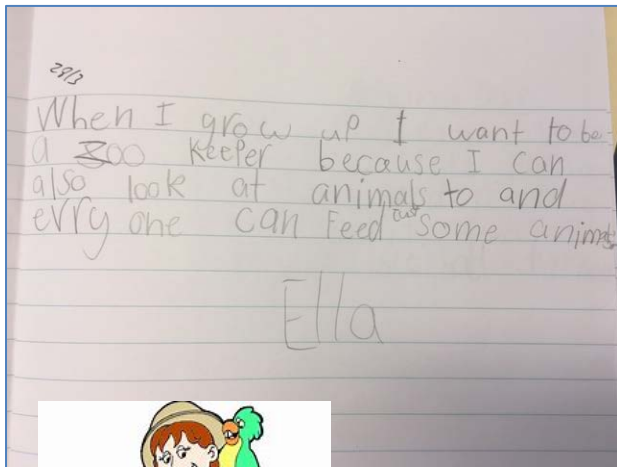 28/3
When I grow up I want to be
a Zoo keeper because I can
also look at animals to and
evry one can feed out some animals
Ella